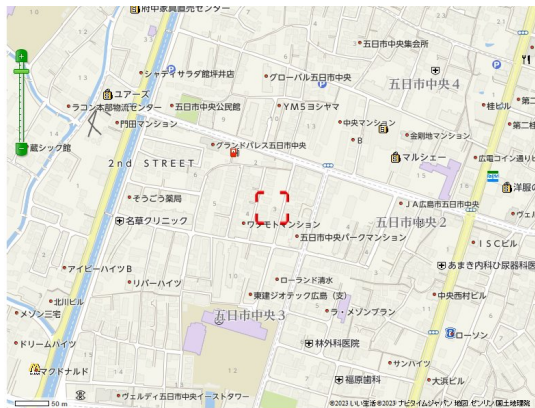 府中家具直売センター
五日市中央集会所
シャディサラダ館坪井店
グローバル五日市中央
五日市中央4
ユアーズ
ラコン本部物流センター
五日市中央公民館
YM5ヨシヤマ
桂ビル
門田マンション
中央マンション
B
金剛地マンション
蔵シック館
グランドパレス五日市中央
マルシェー
広電コイン通りビ
2nd STREET
そうごう薬局
JA広島市五日市中央
洋服の
名草クリニック
ワヅモトマンション
五日市中央2
五日市中央パークマンション
ISCビル
あまき内科ひ尿器科医
アイビーハイツB
リバーハイツ
ローランド清水
北川ビル
東建ジオテック広島（支）
中央西村ビル
メゾン三宅
五日市中央3
ラ・メゾンブラン
ローソン
ドリームハイツ
林外科医院
マクドナルド
サンハイツ
福原歯科
大浜ビル
ヴェルディ五日市中央イーストタワー
50 m
©2023 いい生活 ©2023 ナビタイムジャパン 地図 ゼンリン 国土地理院